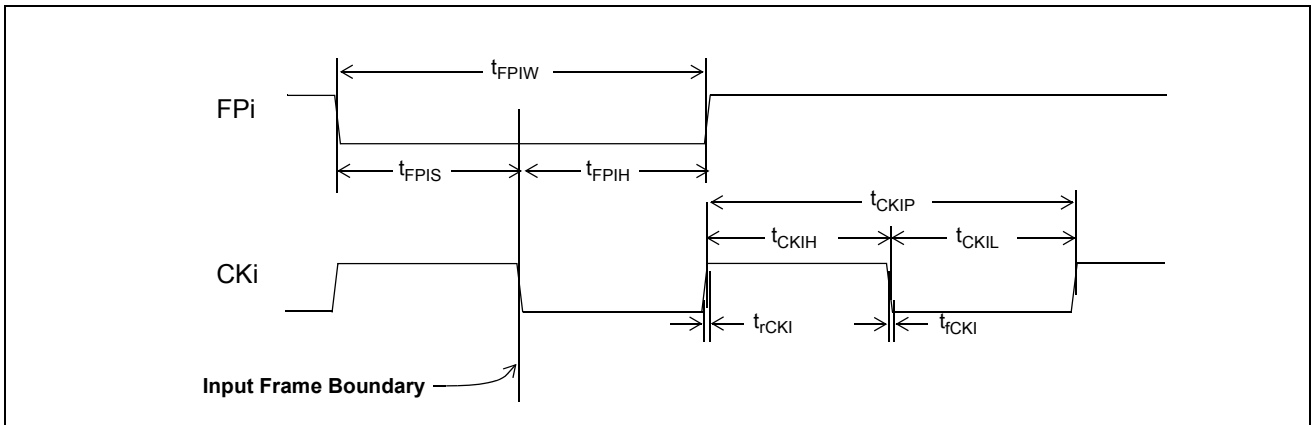 tFPIW
FPi
tFPIS
tFPIH
tCKIP
tCKIH
tCKIL
CKi
trCKI
tfCKI
Input Frame Boundary